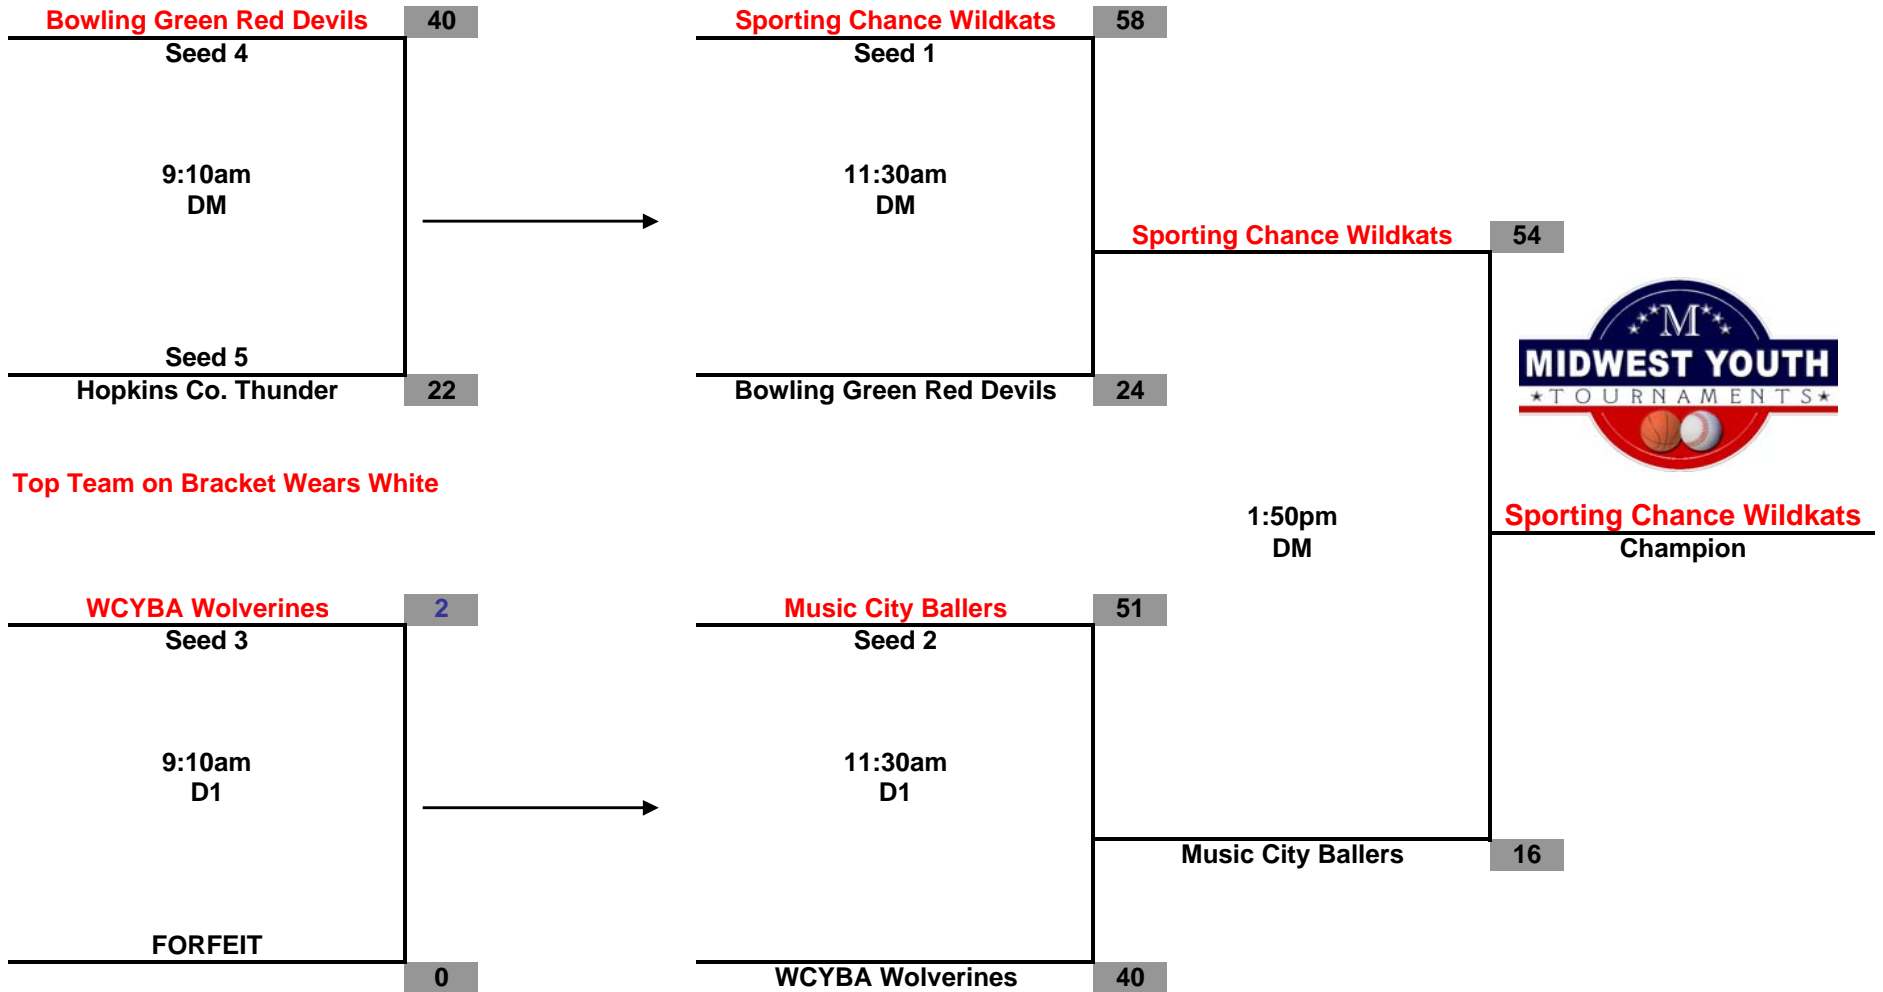 Bowling Green Red Devils 40
Seed 4
9:10am
DM
Seed 5
Hopkins Co. Thunder 22
Sporting Chance Wildkats 58
Seed 1
11:30am
DM
Bowling Green Red Devils 24
Sporting Chance Wildkats 54
M
MIDWEST YOUTH
TOURNAMENTS
Top Team on Bracket Wears White
1:50pm
DM
Sporting Chance Wildkats
Champion
WCYBA Wolverines 2
Seed 3
9:10am
D1
FORFEIT
0
Music City Ballers 51
Seed 2
11:30am
D1
WCYBA Wolverines 40
Music City Ballers 16